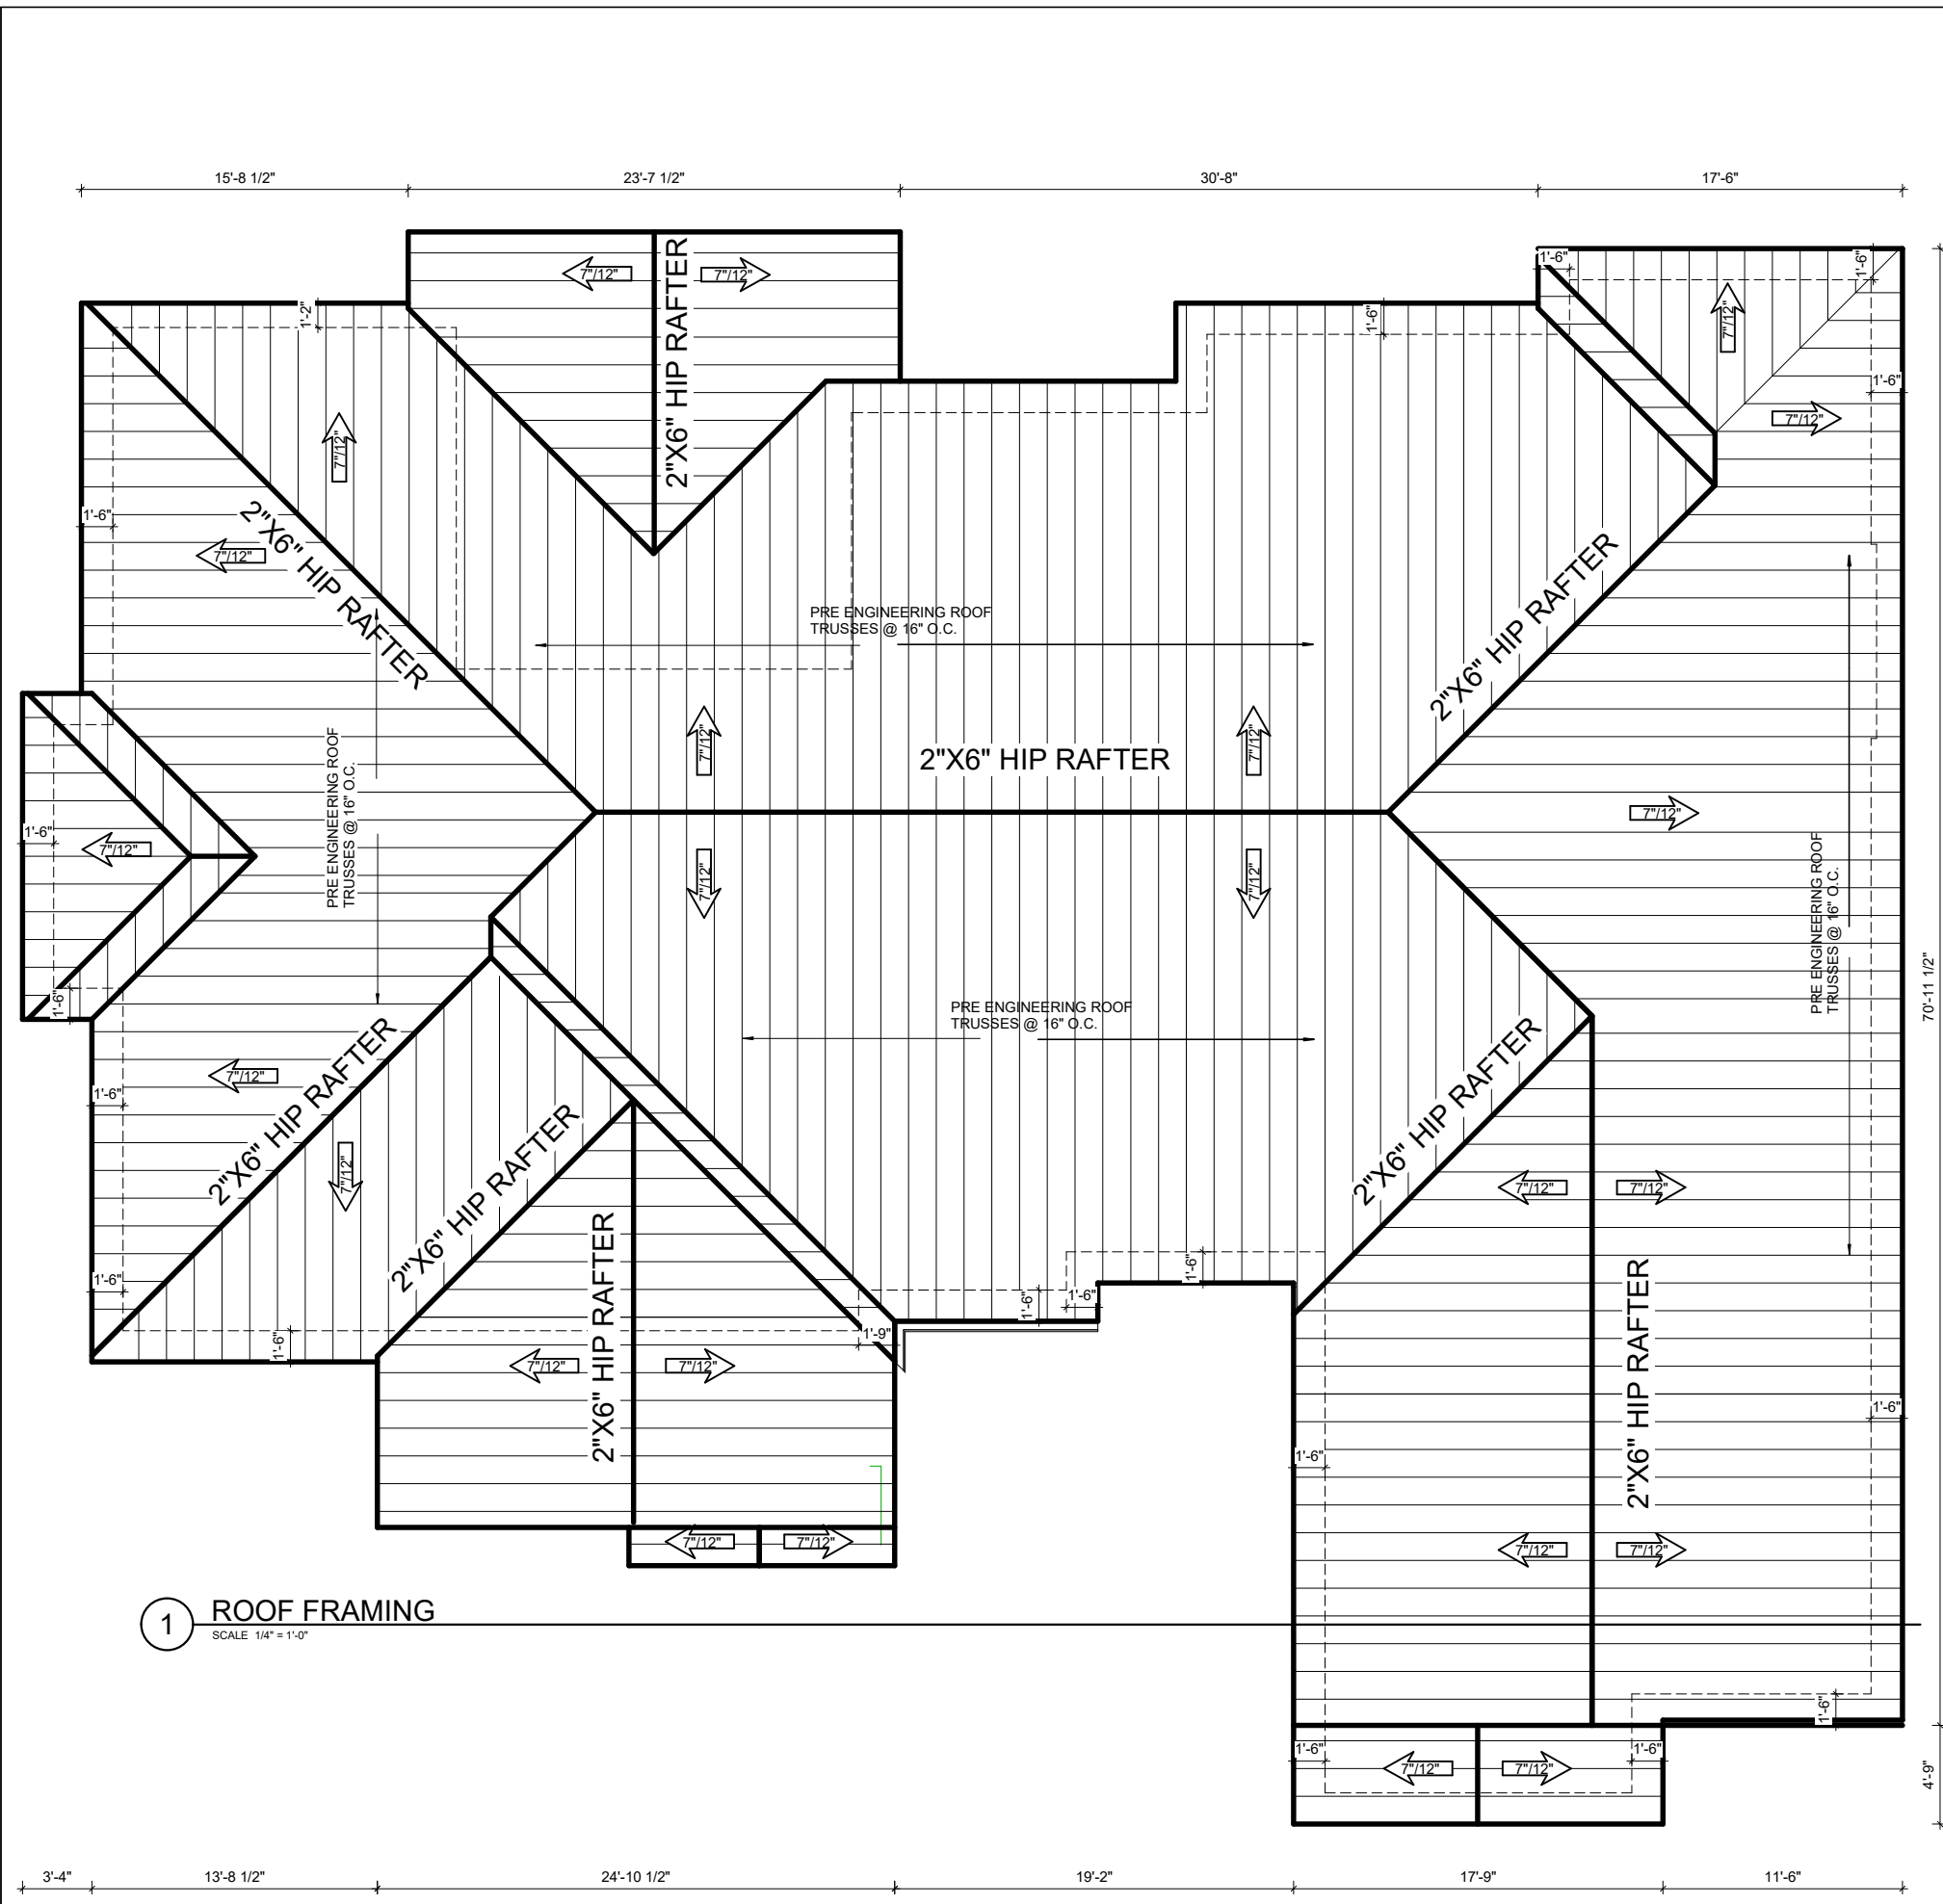 15'-8 1/2"
23'-7 1/2"
30'-8"
17'-6"
7"/12"
7"/12"
2"X6" HIP RAFTER
1'-6"
1'-6"
1'-2"
1'-6"
7"/12"
1'-6"
7"/12"
7"/12"
1'-6"
7"/12"
2"X6" HIP RAFTER
2"X6" HIP RAFTER
PRE ENGINEERING ROOF
TRUSSES @ 16" O.C.
7"/12"
7"/12"
2"X6" HIP RAFTER
PRE ENGINEERING ROOF
TRUSSES @ 16" O.C.
1'-6"
7"/12"
7"/12"
7"/12"
7"/12"
PRE ENGINEERING ROOF
TRUSSES @ 16" O.C.
70'-11 1/2"
1'-6"
PRE ENGINEERING ROOF
TRUSSES @ 16" O.C.
7"/12"
1'-6"
2"X6" HIP RAFTER
2"X6" HIP RAFTER
2"X6" HIP RAFTER
7"/12"
7"/12"
7"/12"
1'-6"
1'-6"
1'-6"
1'-6"
1'-6"
1'-9"
2"X6" HIP RAFTER
7"/12"
7"/12"
2"X6" HIP RAFTER
1'-6"
1'-6"
7"/12"
7"/12"
7"/12"
7"/12"
1 ROOF FRAMING
SCALE 1/4" = 1'-0"
1'-6"
1'-6"
1'-6"
7"/12"
7"/12"
4'-9"
3'-4"
13'-8 1/2"
24'-10 1/2"
19'-2"
17'-9"
11'-6"